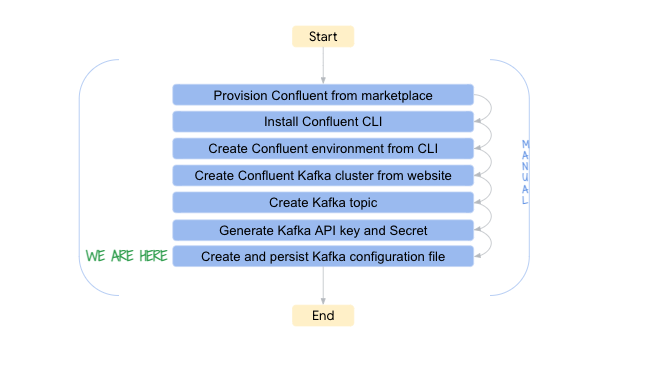 Start
Provision Confluent from marketplace
Install Confluent CLI
Create Confluent environment from CLI
Create Confluent Kafka cluster from website
Create Kafka topic
Generate Kafka API key and Secret
WE ARE HERE
Create and persist Kafka configuration file
MANUAL
End